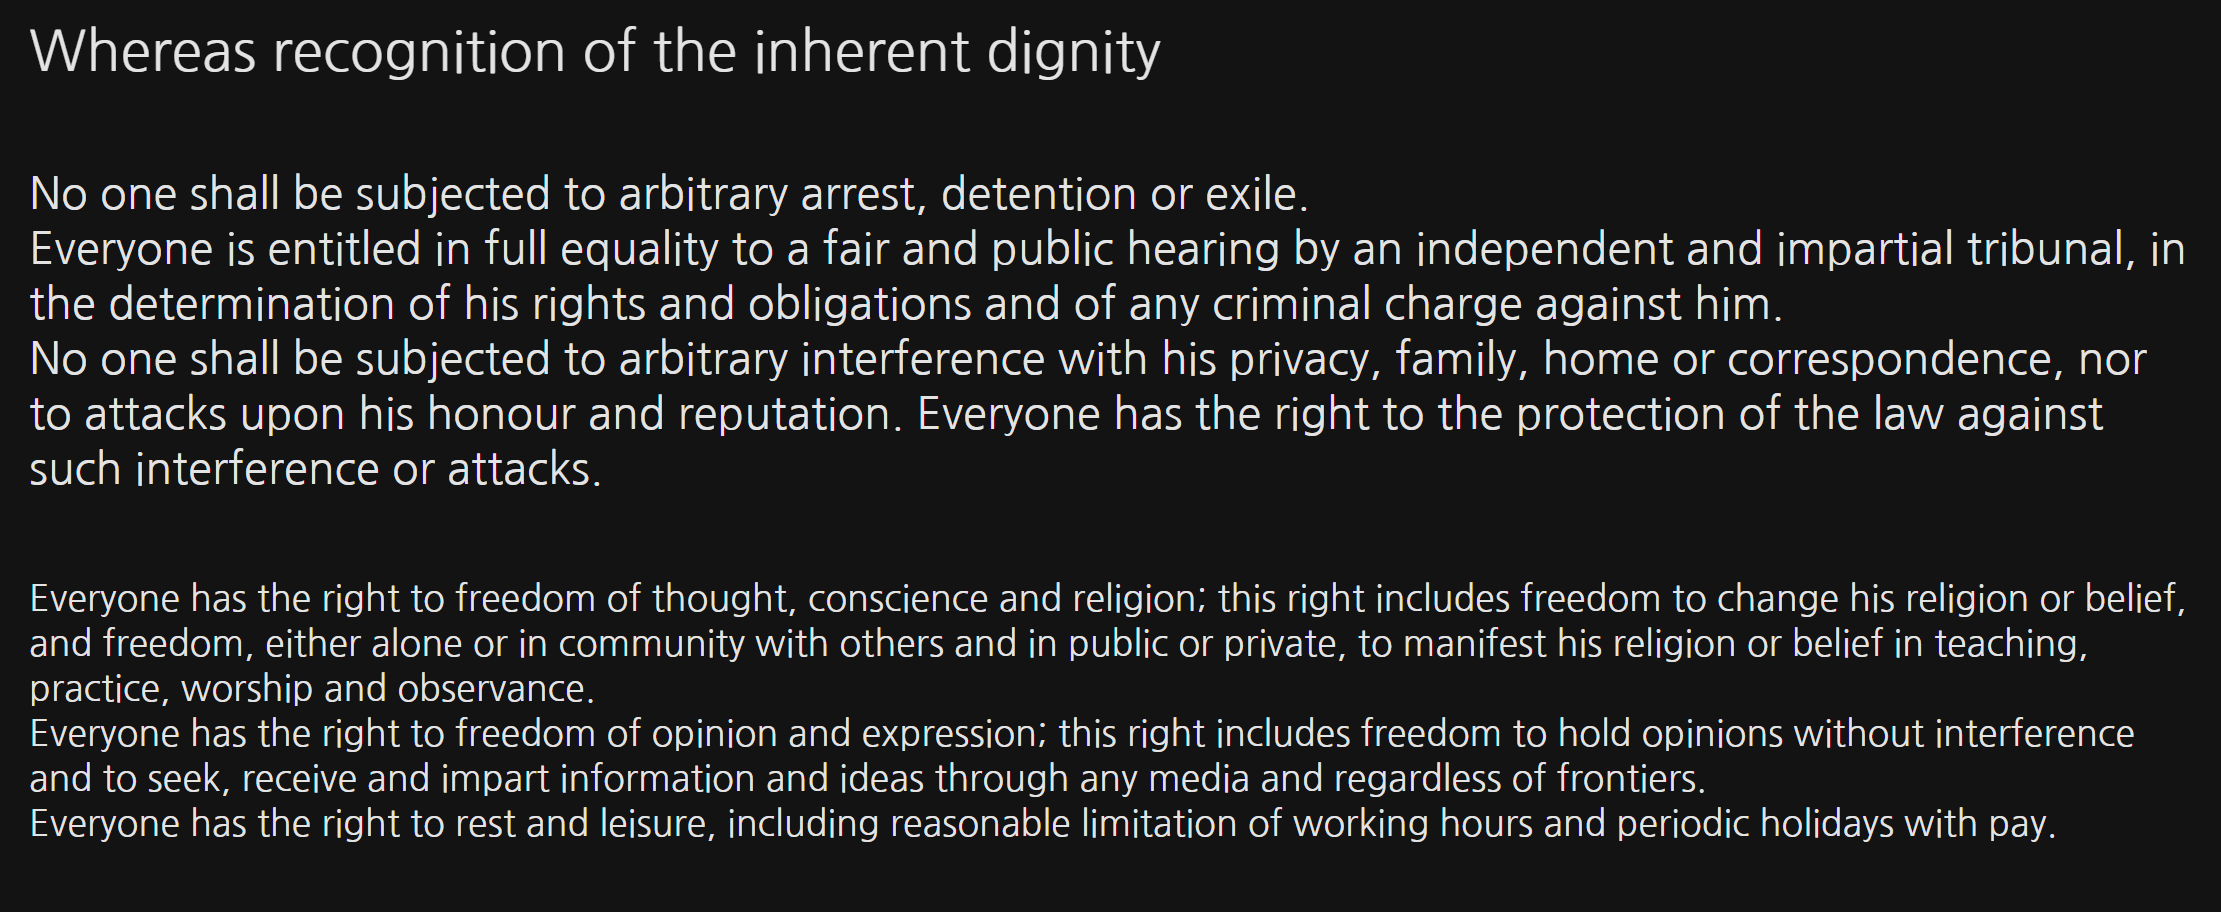 Whereas recognition of the inherent dignity
No one shall be subjected to arbitrary arrest, detention or exile.
Everyone is entitled in full equality to a fair and public hearing by an independent and impartial tribunal, in
the determination of his rights and obligations and of any criminal charge against him.
No one shall be subjected to arbitrary interference with his privacy, family, home or correspondence, nor
to attacks upon his honour and reputation. Everyone has the right to the protection of the law against
such interference or attacks.
Everyone has the right to freedom of thought, conscience and religion; this right includes freedom to change his religion or belief,
and freedom, either alone or in community with others and in public or private, to manifest his religion or belief in teaching,
practice, worship and observance.
Everyone has the right to freedom of opinion and expression; this right includes freedom to hold opinions without interference
and to seek, receive and impart information and ideas through any media and regardless of frontiers.
Everyone has the right to rest and leisure, including reasonable limitation of working hours and periodic holidays with pay.